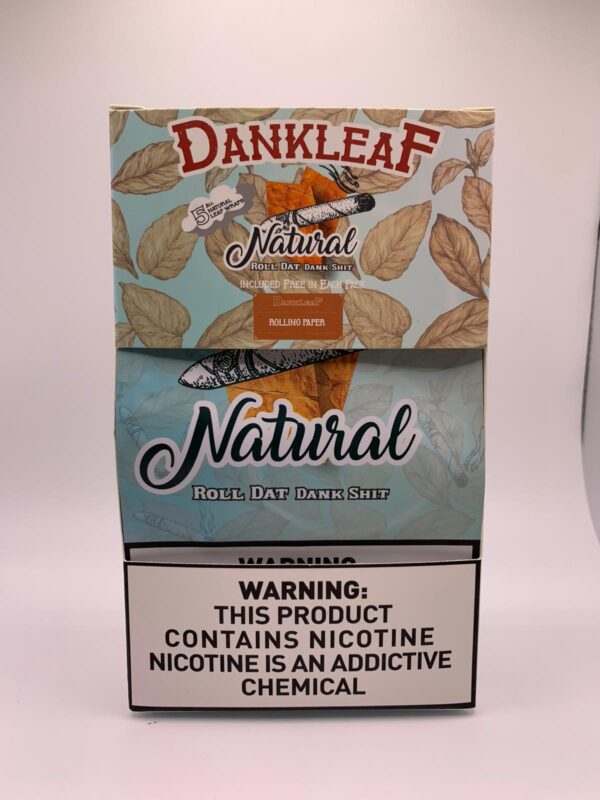 DANKLEAF
5 ALL
NATURAL
LEAF WRAPS
Natural
ROLL DAT DANK SHIT
INCLUDED FREE IN EACH PACK
DANKLEAF
ROLLING PAPER
Natural
ROLL DAT DANK SHIT
WARNING:
WARNING:
THIS PRODUCT
CONTAINS NICOTINE
NICOTINE IS AN ADDICTIVE
CHEMICAL